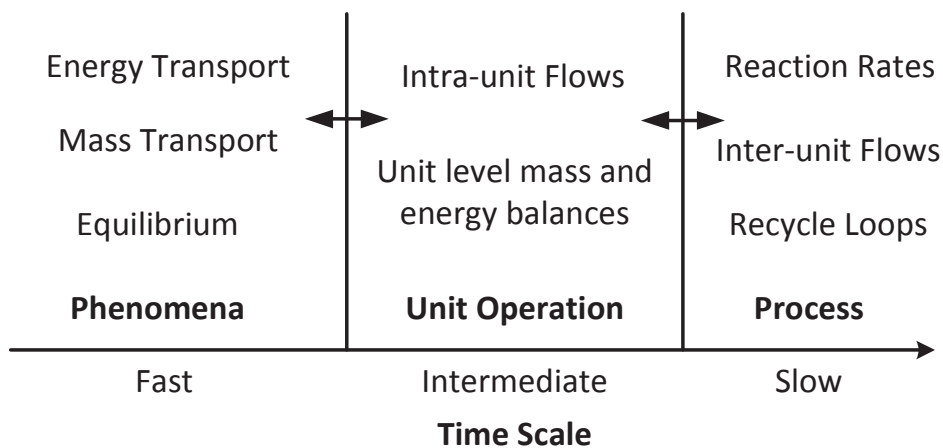 Energy Transport
Mass Transport
Equilibrium
Phenomena
Intra-unit Flows
Unit level mass and
energy balances
Unit Operation
Reaction Rates
Inter-unit Flows
Recycle Loops
Process
Fast
Intermediate
Slow
Time Scale